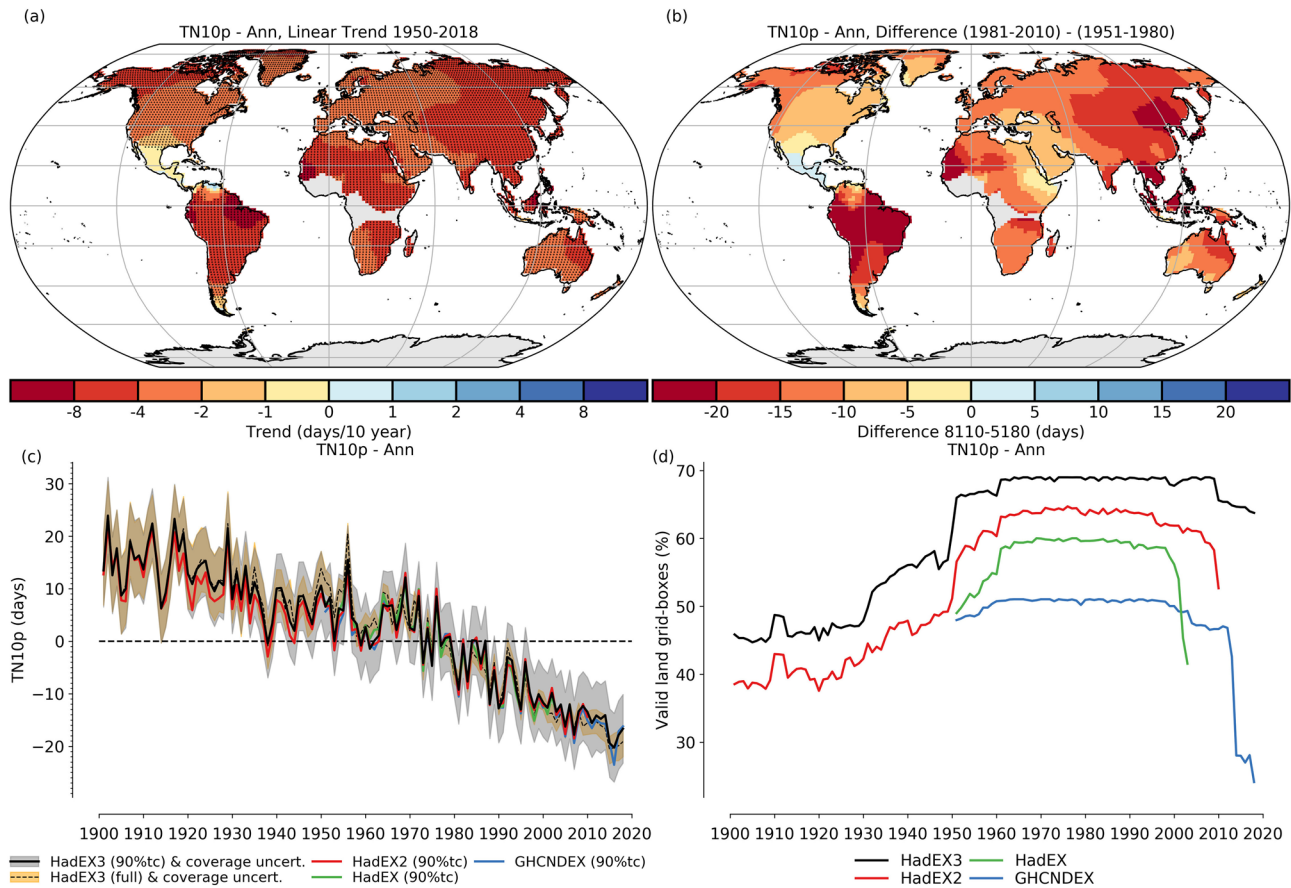 (a)
TN10p - Ann, Linear Trend 1950-2018
(b)
TN10p - Ann, Difference (1981-2010) - (1951-1980)
-8 -4 -2 -1 0 1 2 4 8
Trend (days/10 year)
-20 -15 -10 -5 0 5 10 15 20
Difference 8110-5180 (days)
(c)
TN10p - Ann
TN10p (days)
30
20
10
0
−10
−20
1900 1910 1920 1930 1940 1950 1960 1970 1980 1990 2000 2010 2020
HadEX3 (90%tc) & coverage uncert.
HadEX3 (full) & coverage uncert.
HadEX2 (90%tc)
HadEX (90%tc)
GHCNDEX (90%tc)
(d)
TN10p - Ann
Valid land grid-boxes (%)
70
60
50
40
30
1900 1910 1920 1930 1940 1950 1960 1970 1980 1990 2000 2010 2020
HadEX3
HadEX2
HadEX
GHCNDEX